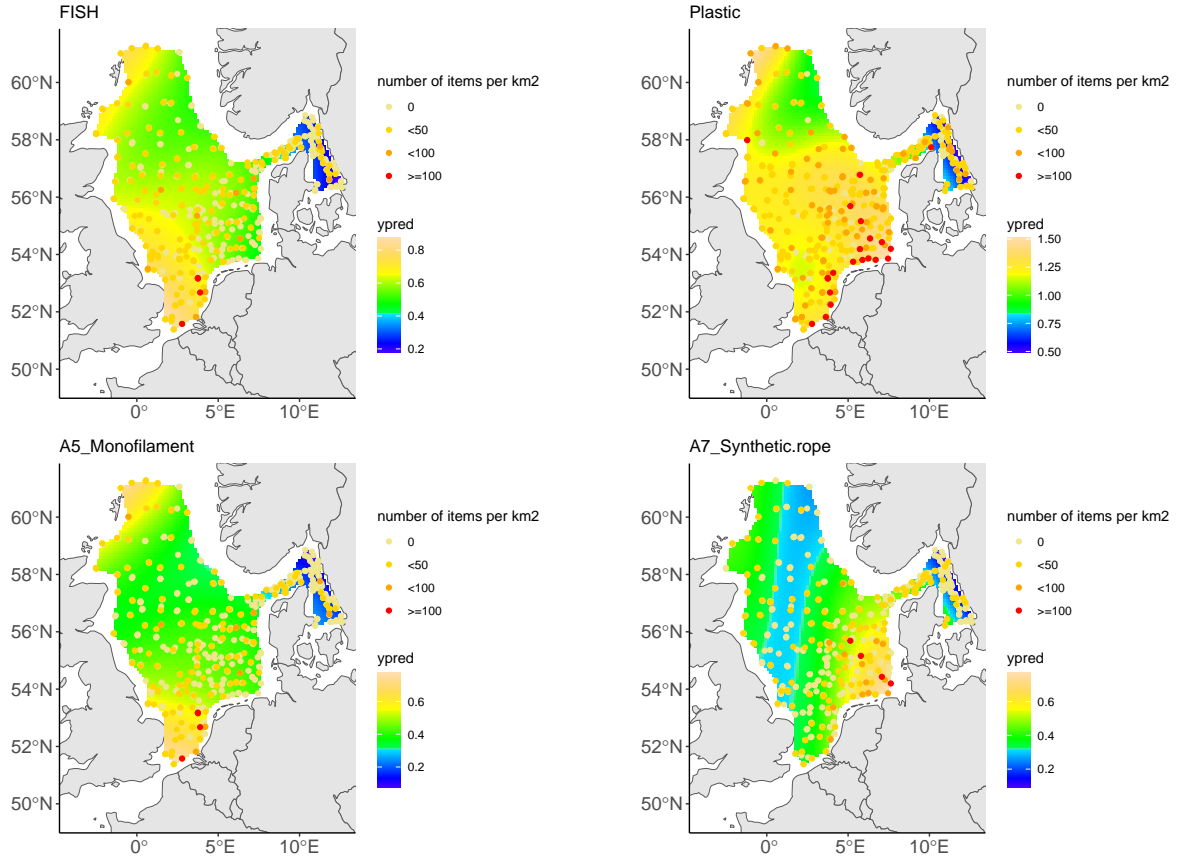 FISH
60°N
58°N
56°N
54°N
52°N
50°N
0°
5°E
10°E
number of items per km2
0
<50
<100
>=100
ypred
0.8
0.6
0.4
0.2
Plastic
60°N
58°N
56°N
54°N
52°N
50°N
0°
5°E
10°E
number of items per km2
0
<50
<100
>=100
ypred
1.50
1.25
1.00
0.75
0.50
A5_Monofilament
60°N
58°N
56°N
54°N
52°N
50°N
0°
5°E
10°E
number of items per km2
0
<50
<100
>=100
ypred
0.6
0.4
0.2
A7_Synthetic.rope
60°N
58°N
56°N
54°N
52°N
50°N
0°
5°E
10°E
number of items per km2
0
<50
<100
>=100
ypred
0.6
0.4
0.2